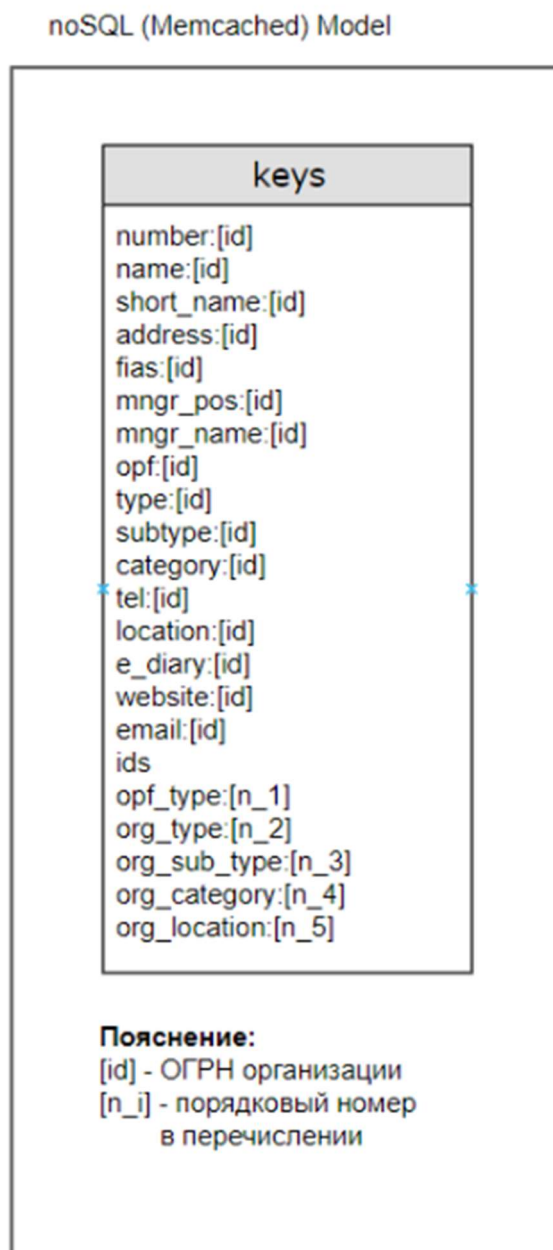 noSQL (Memcached) Model
keys
number:[id]
name:[id]
short_name:[id]
address:[id]
fias:[id]
mngr_pos:[id]
mngr_name:[id]
opf:[id]
type:[id]
subtype:[id]
category:[id]
tel:[id]
location:[id]
e_diary:[id]
website:[id]
email:[id]
ids
opf_type:[n_1]
org_type:[n_2]
org_sub_type:[n_3]
org_category:[n_4]
org_location:[n_5]
Пояснение:
[id] - ОГРН организации
[n_i] - порядковый номер
в перечислении